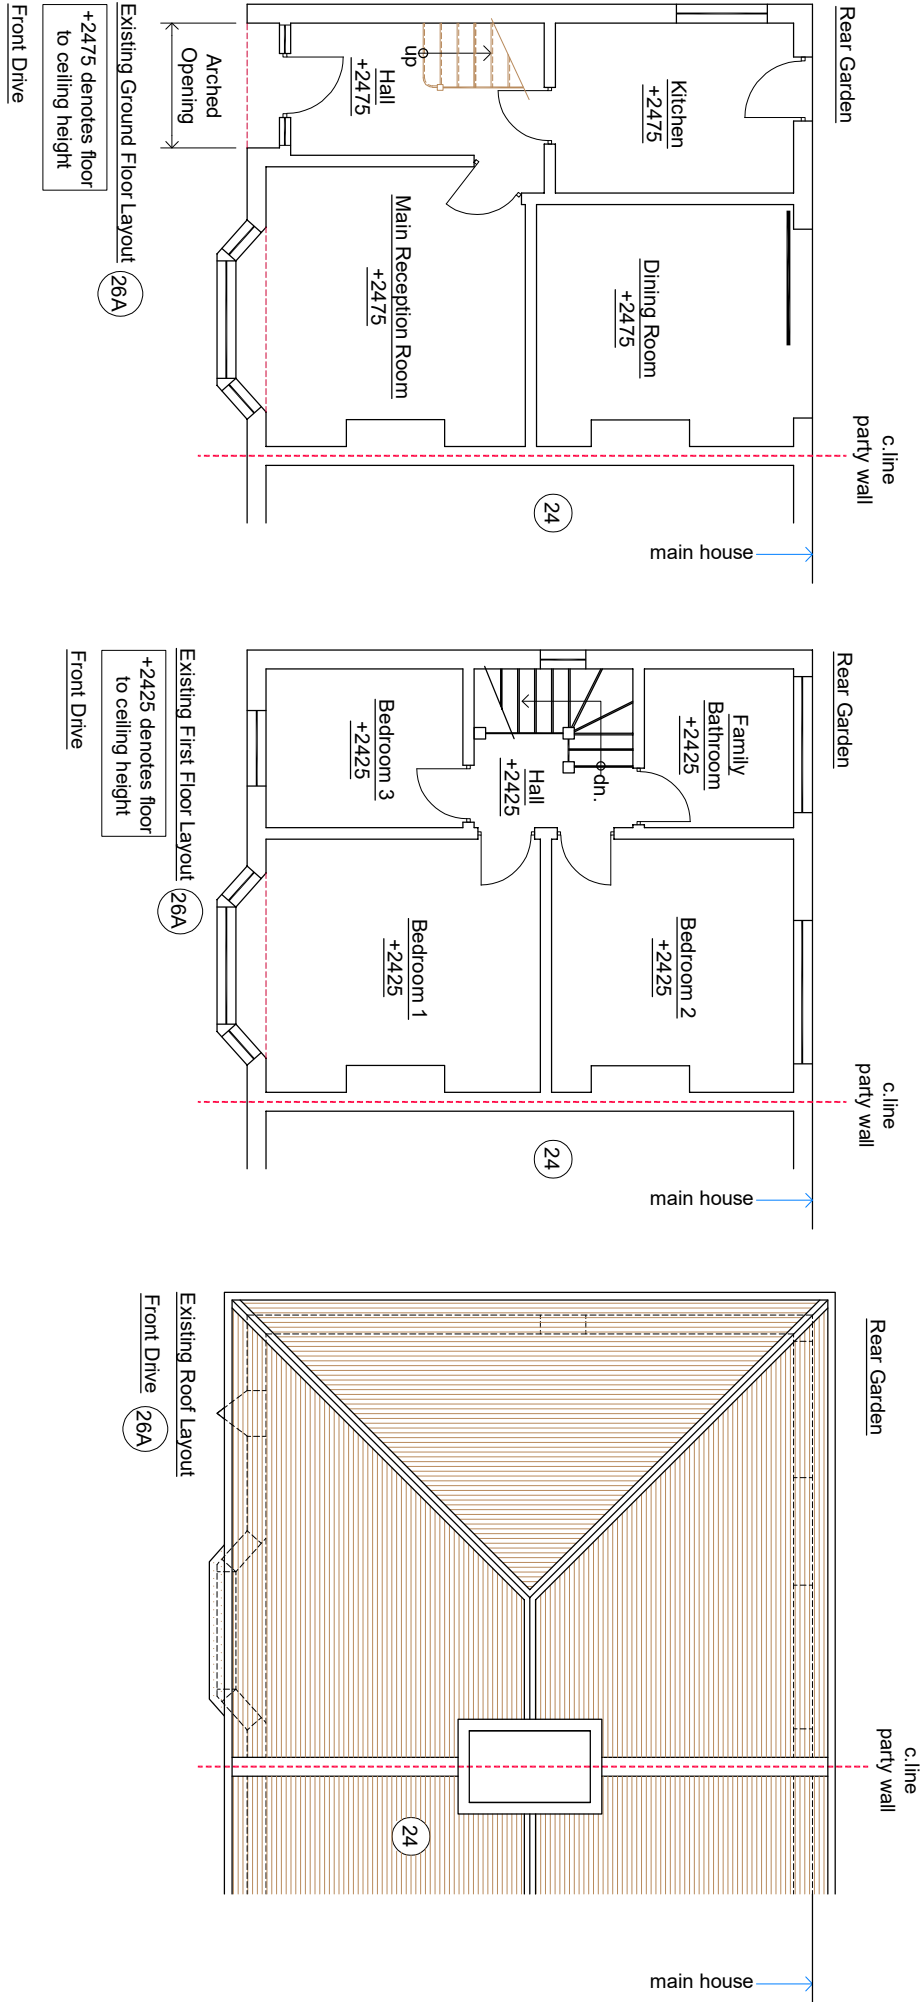 Rear Garden
Kitchen
+2475
Dining Room
+2475
c.line
party wall
up
Hall
+2475
Main Reception Room
+2475
24
main house
Arched
Opening
Existing Ground Floor Layout
26A
+2475 denotes floor
to ceiling height
Front Drive
Rear Garden
Family
Bathroom
+2425
Bedroom 2
+2425
c.line
party wall
dn.
Hall
+2425
Bedroom 3
+2425
Bedroom 1
+2425
24
main house
Existing First Floor Layout
26A
+2425 denotes floor
to ceiling height
Front Drive
Rear Garden
c.line
party wall
24
main house
Existing Roof Layout
Front Drive
26A